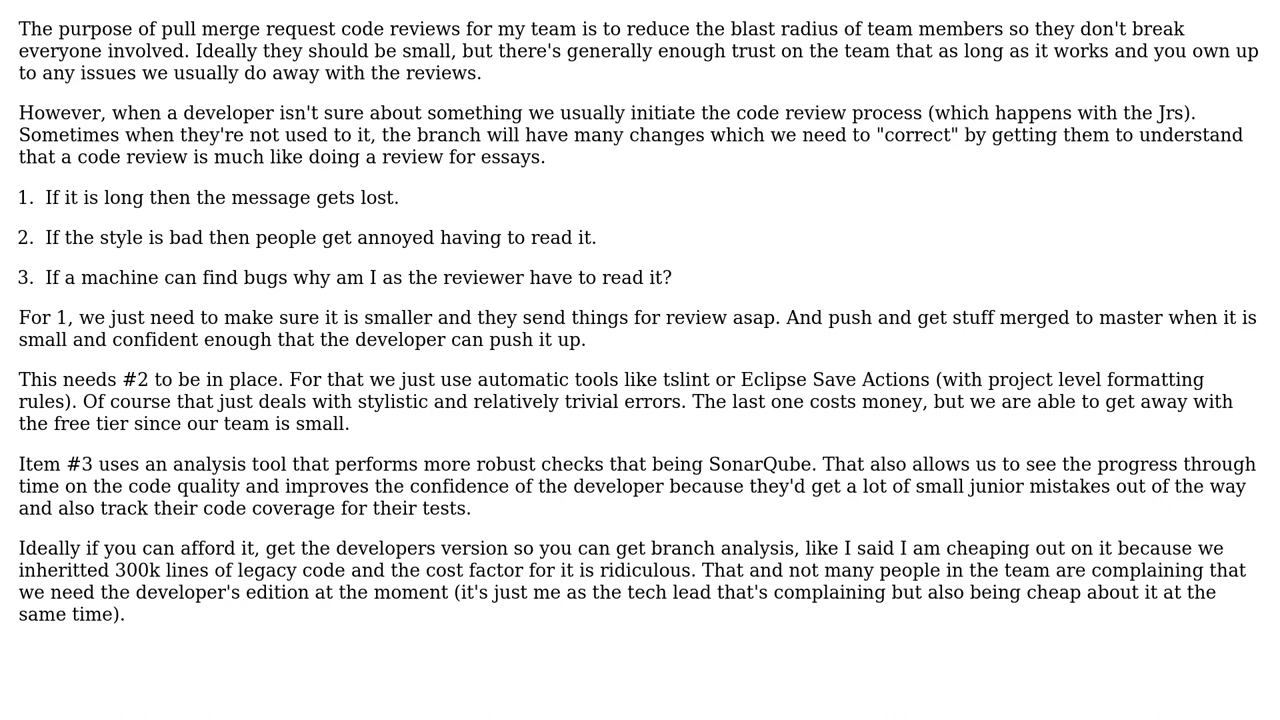 The purpose of pull merge request code reviews for my team is to reduce the blast radius of team members so they don't break
everyone involved. Ideally they should be small, but there's generally enough trust on the team that as long as it works and you own up
to any issues we usually do away with the reviews.
However, when a developer isn't sure about something we usually initiate the code review process (which happens with the Jrs).
Sometimes when they're not used to it, the branch will have many changes which we need to "correct" by getting them to understand
that a code review is much like doing a review for essays.
1. If it is long then the message gets lost.
2. If the style is bad then people get annoyed having to read it.
3. If a machine can find bugs why am I as the reviewer have to read it?
For 1, we just need to make sure it is smaller and they send things for review asap. And push and get stuff merged to master when it is
small and confident enough that the developer can push it up.
This needs #2 to be in place. For that we just use automatic tools like tslint or Eclipse Save Actions (with project level formatting
rules). Of course that just deals with stylistic and relatively trivial errors. The last one costs money, but we are able to get away with
the free tier since our team is small.
Item #3 uses an analysis tool that performs more robust checks that being SonarQube. That also allows us to see the progress through
time on the code quality and improves the confidence of the developer because they'd get a lot of small junior mistakes out of the way
and also track their code coverage for their tests.
Ideally if you can afford it, get the developers version so you can get branch analysis, like I said I am cheaping out on it because we
inheritted 300k lines of legacy code and the cost factor for it is ridiculous. That and not many people in the team are complaining that
we need the developer's edition at the moment (it's just me as the tech lead that's complaining but also being cheap about it at the
same time).